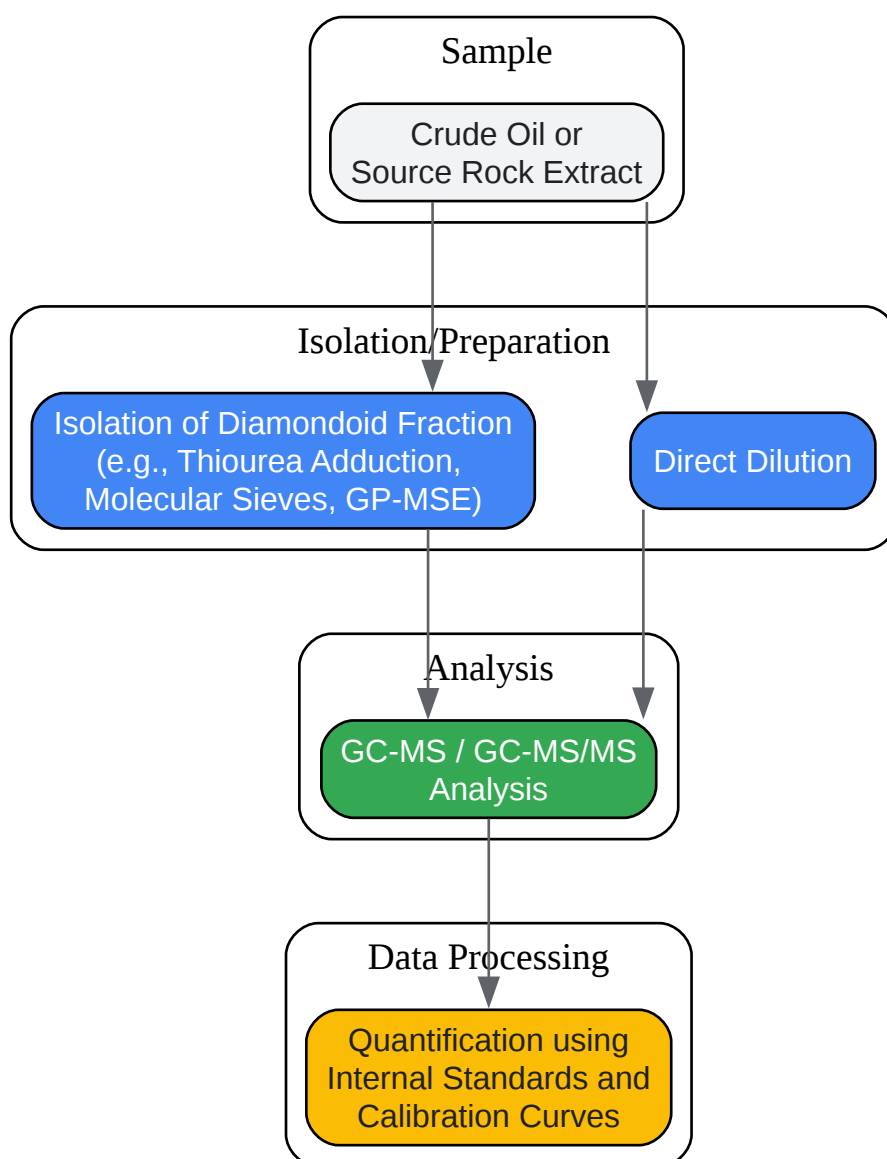 Sample
Crude Oil or
Source Rock Extract
Isolation/Preparation
Isolation of Diamondoid Fraction
(e.g., Thiourea Adduction,
Molecular Sieves, GP-MSE)
Direct Dilution
Analysis
GC-MS / GC-MS/MS
Analysis
Data Processing
Quantification using
Internal Standards and
Calibration Curves